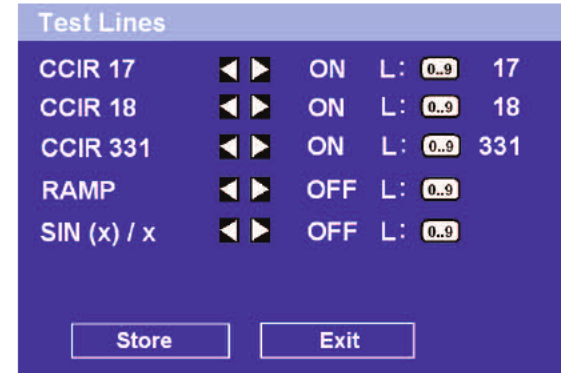 Test Lines
CCIR 17 ON L: 0..9 17
CCIR 18 ON L: 0..9 18
CCIR 331 ON L: 0..9 331
RAMP OFF L: 0..9
SIN (x) / x OFF L: 0..9
Store Exit